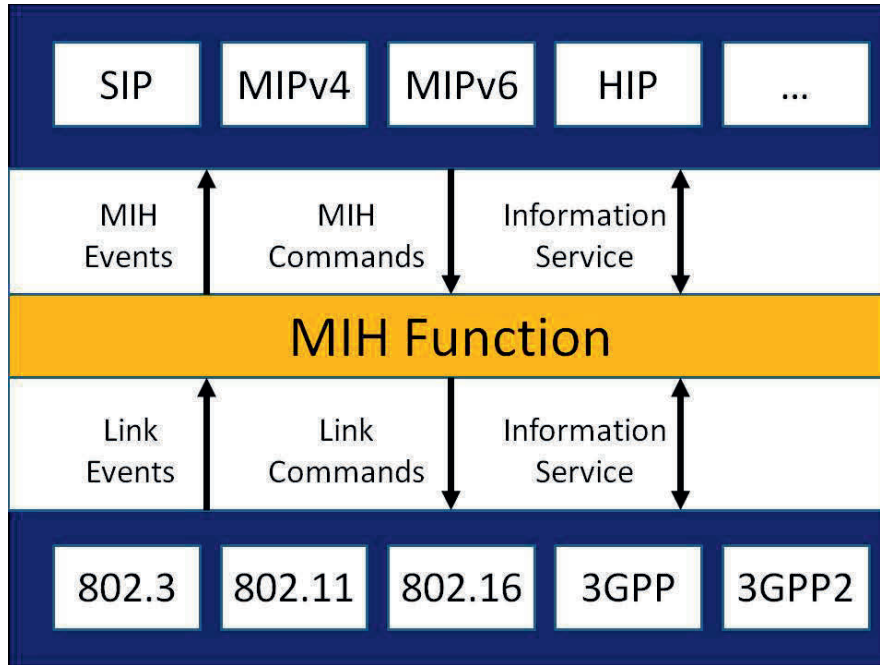 SIP
MIPv4
MIPv6
HIP
...
MIH
Events
MIH
Commands
Information
Service
MIH Function
Link
Events
Link
Commands
Information
Service
802.3
802.11
802.16
3GPP
3GPP2